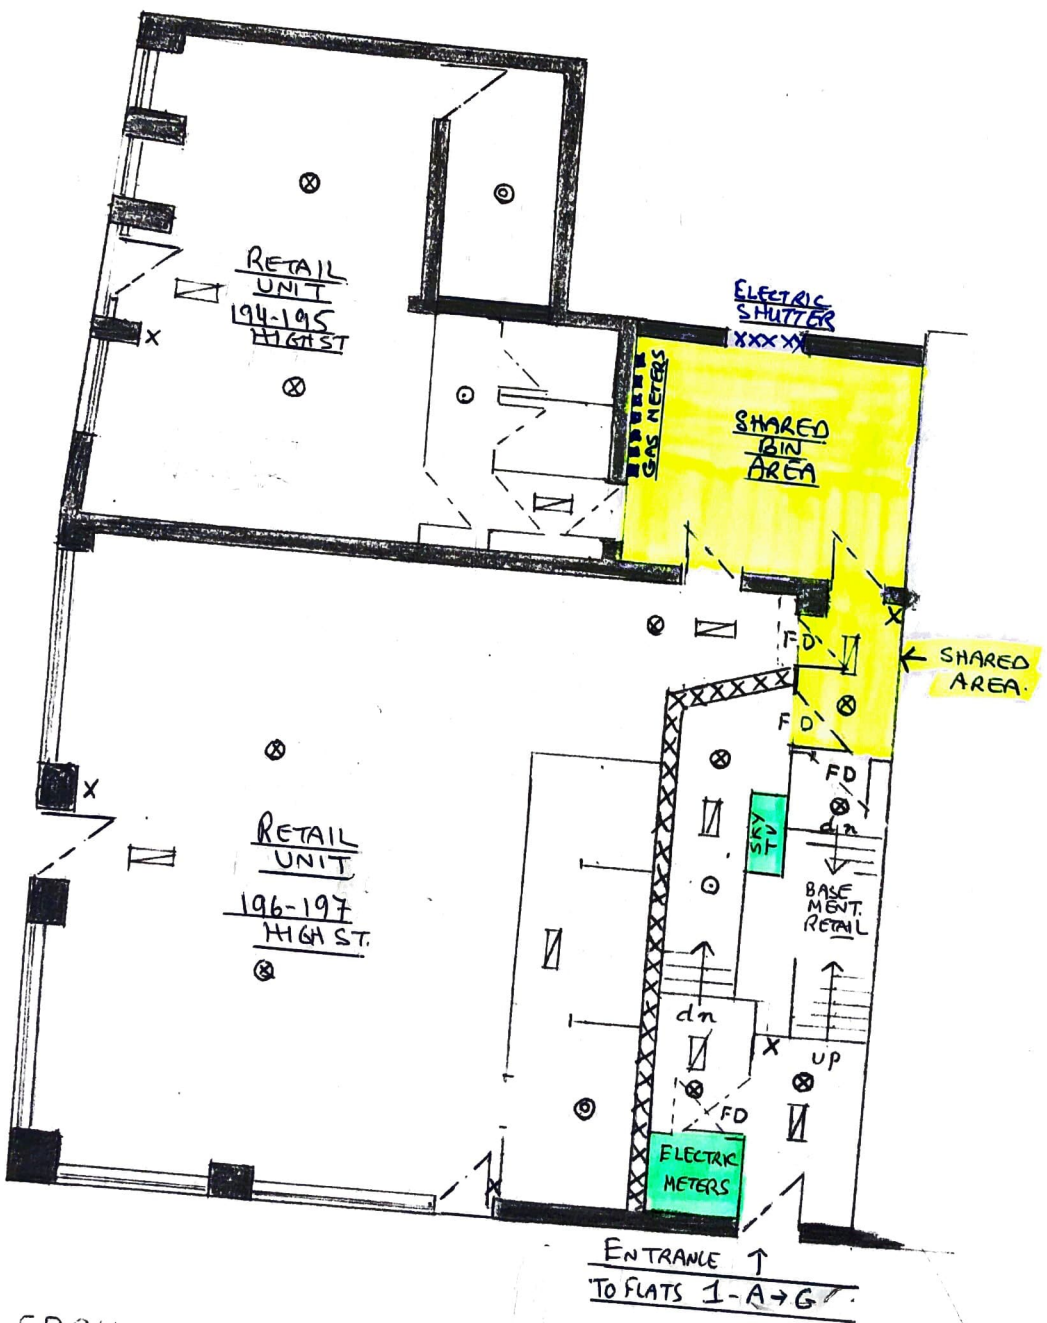 RETAIL
UNIT
194-195
HIGH ST
ELECTRIC
SHUTTER
GAS METERS
SHARED
BIN
AREA
FD
SHARED
AREA.
FD
FD
SKY
TV
dn
BASE
MENT.
RETAIL
RETAIL
UNIT
196-197
HIGH ST.
dn
UP
FD
ELECTRIC
METERS
ENTRANCE
TO FLATS 1-A→G